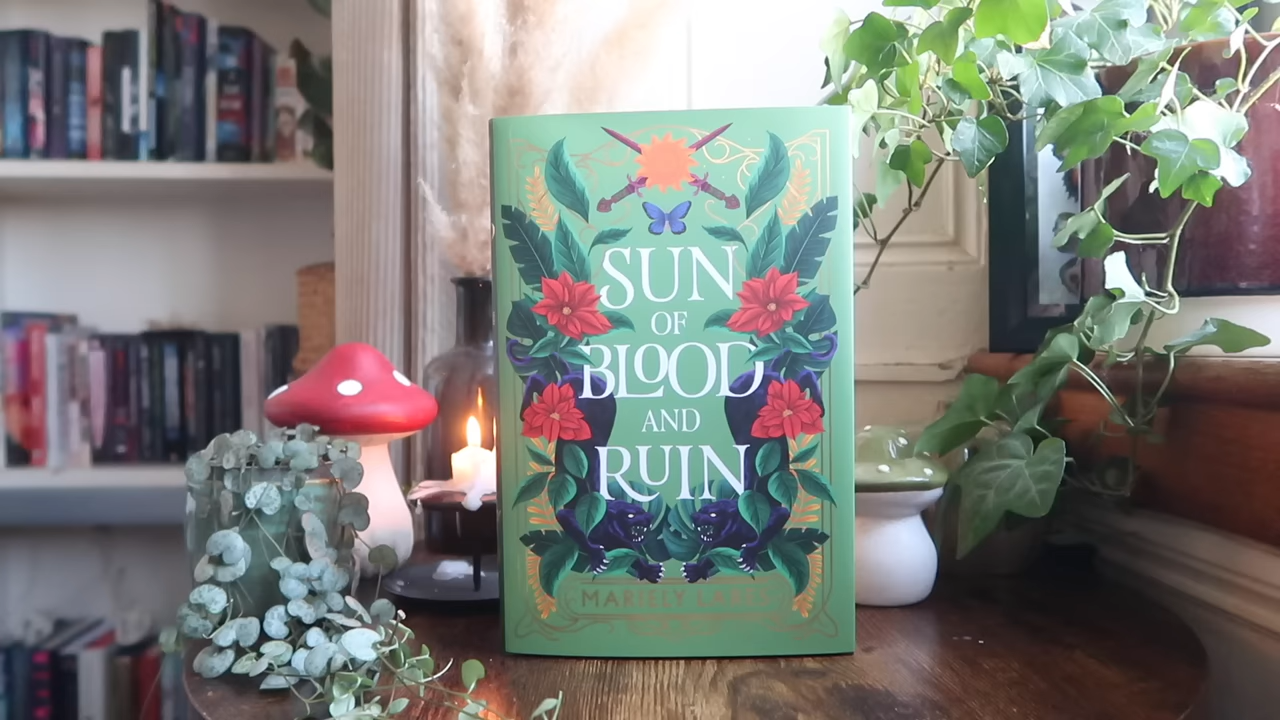 SUN
OF
BLOOD
AND
RUIN
MARIELY LARES